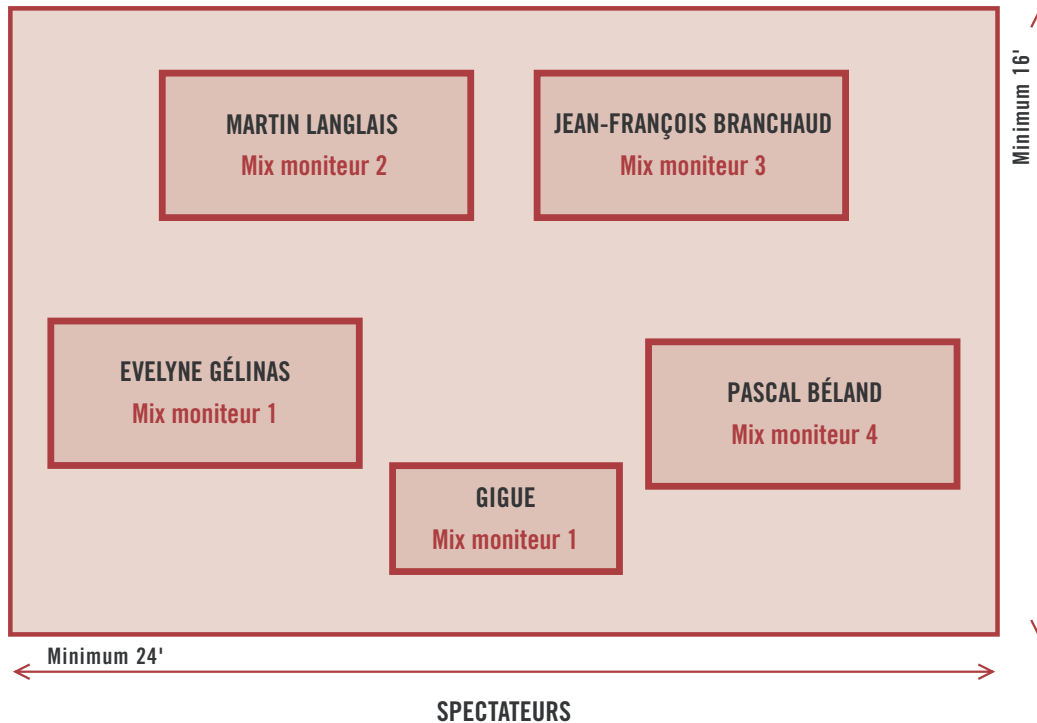 MARTIN LANGLAIS
Mix moniteur 2
JEAN-FRANÇOIS BRANCHAUD
Mix moniteur 3
Minimum 16'
EVELYNE GÉLINAS
Mix moniteur 1
PASCAL BÉLAND
Mix moniteur 4
GIGUE
Mix moniteur 1
Minimum 24'
SPECTATEURS